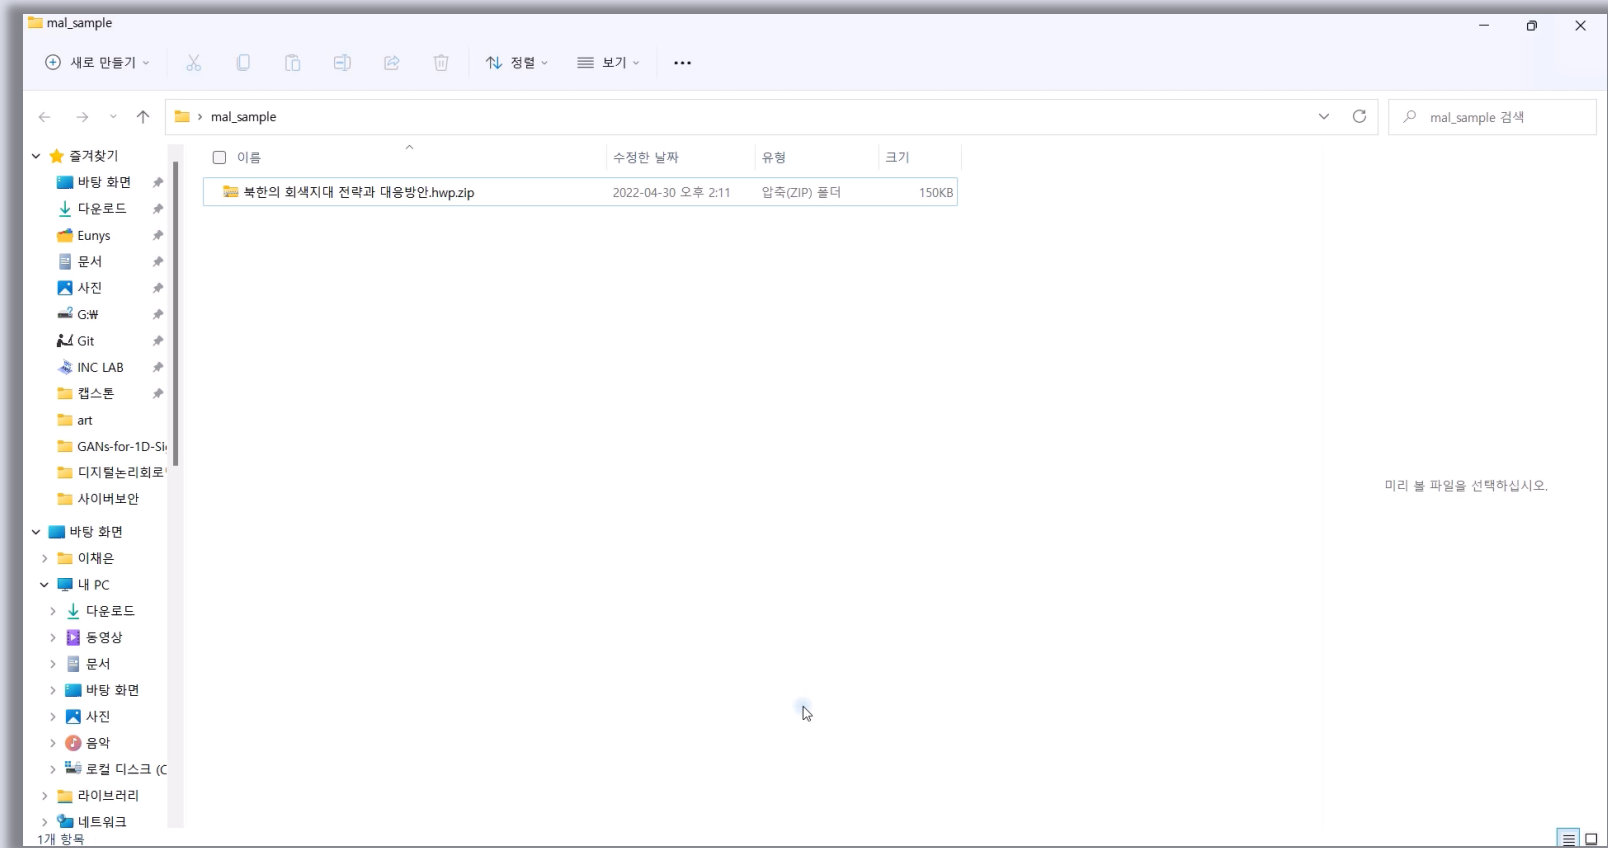 mal_sample
새로 만들기 정렬 보기
mal_sample
mal_sample 검색
이름 수정한 날짜 유형 크기
북한의 회색지대 전략과 대응방안.hwp.zip 2022-04-30 오후 2:11 압축(ZIP) 폴더 150KB
즐겨찾기
바탕 화면
다운로드
Eunys
문서
사진
G:₩
Git
INC LAB
캡스톤
art
GANs-for-1D-Si
디지털논리회로
사이버보안
바탕 화면
이채은
내 PC
다운로드
동영상
문서
바탕 화면
사진
음악
로컬 디스크 (C
라이브러리
네트워크
미리 볼 파일을 선택하십시오.
1개 항목